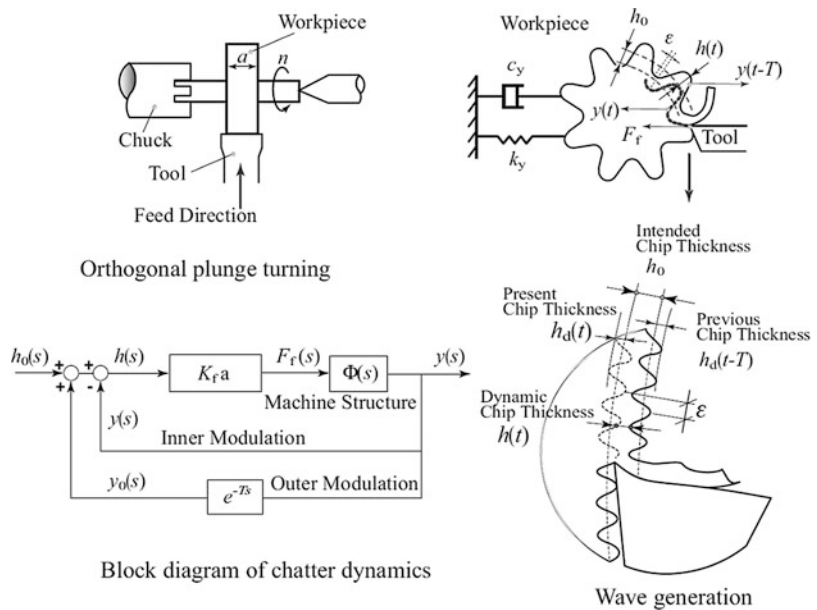 Workpiece
a
n
Chuck
Tool
Feed Direction
Orthogonal plunge turning
Workpiece
h₀
ε
h(t)
cy
y(t-T)
y(t)
Ff
Tool
ky
Intended
Chip Thickness
h₀
Present
Chip Thickness
hd(t)
Previous
Chip Thickness
hd(t-T)
Dynamic
Chip Thickness
h(t)
ε
Wave generation
h₀(s)
+
+
+
-
h(s)
Kfa
Ff(s)
Φ(s)
y(s)
Machine Structure
y(s)
Inner Modulation
y₀(s)
e⁻ᵀˢ
Outer Modulation
Block diagram of chatter dynamics